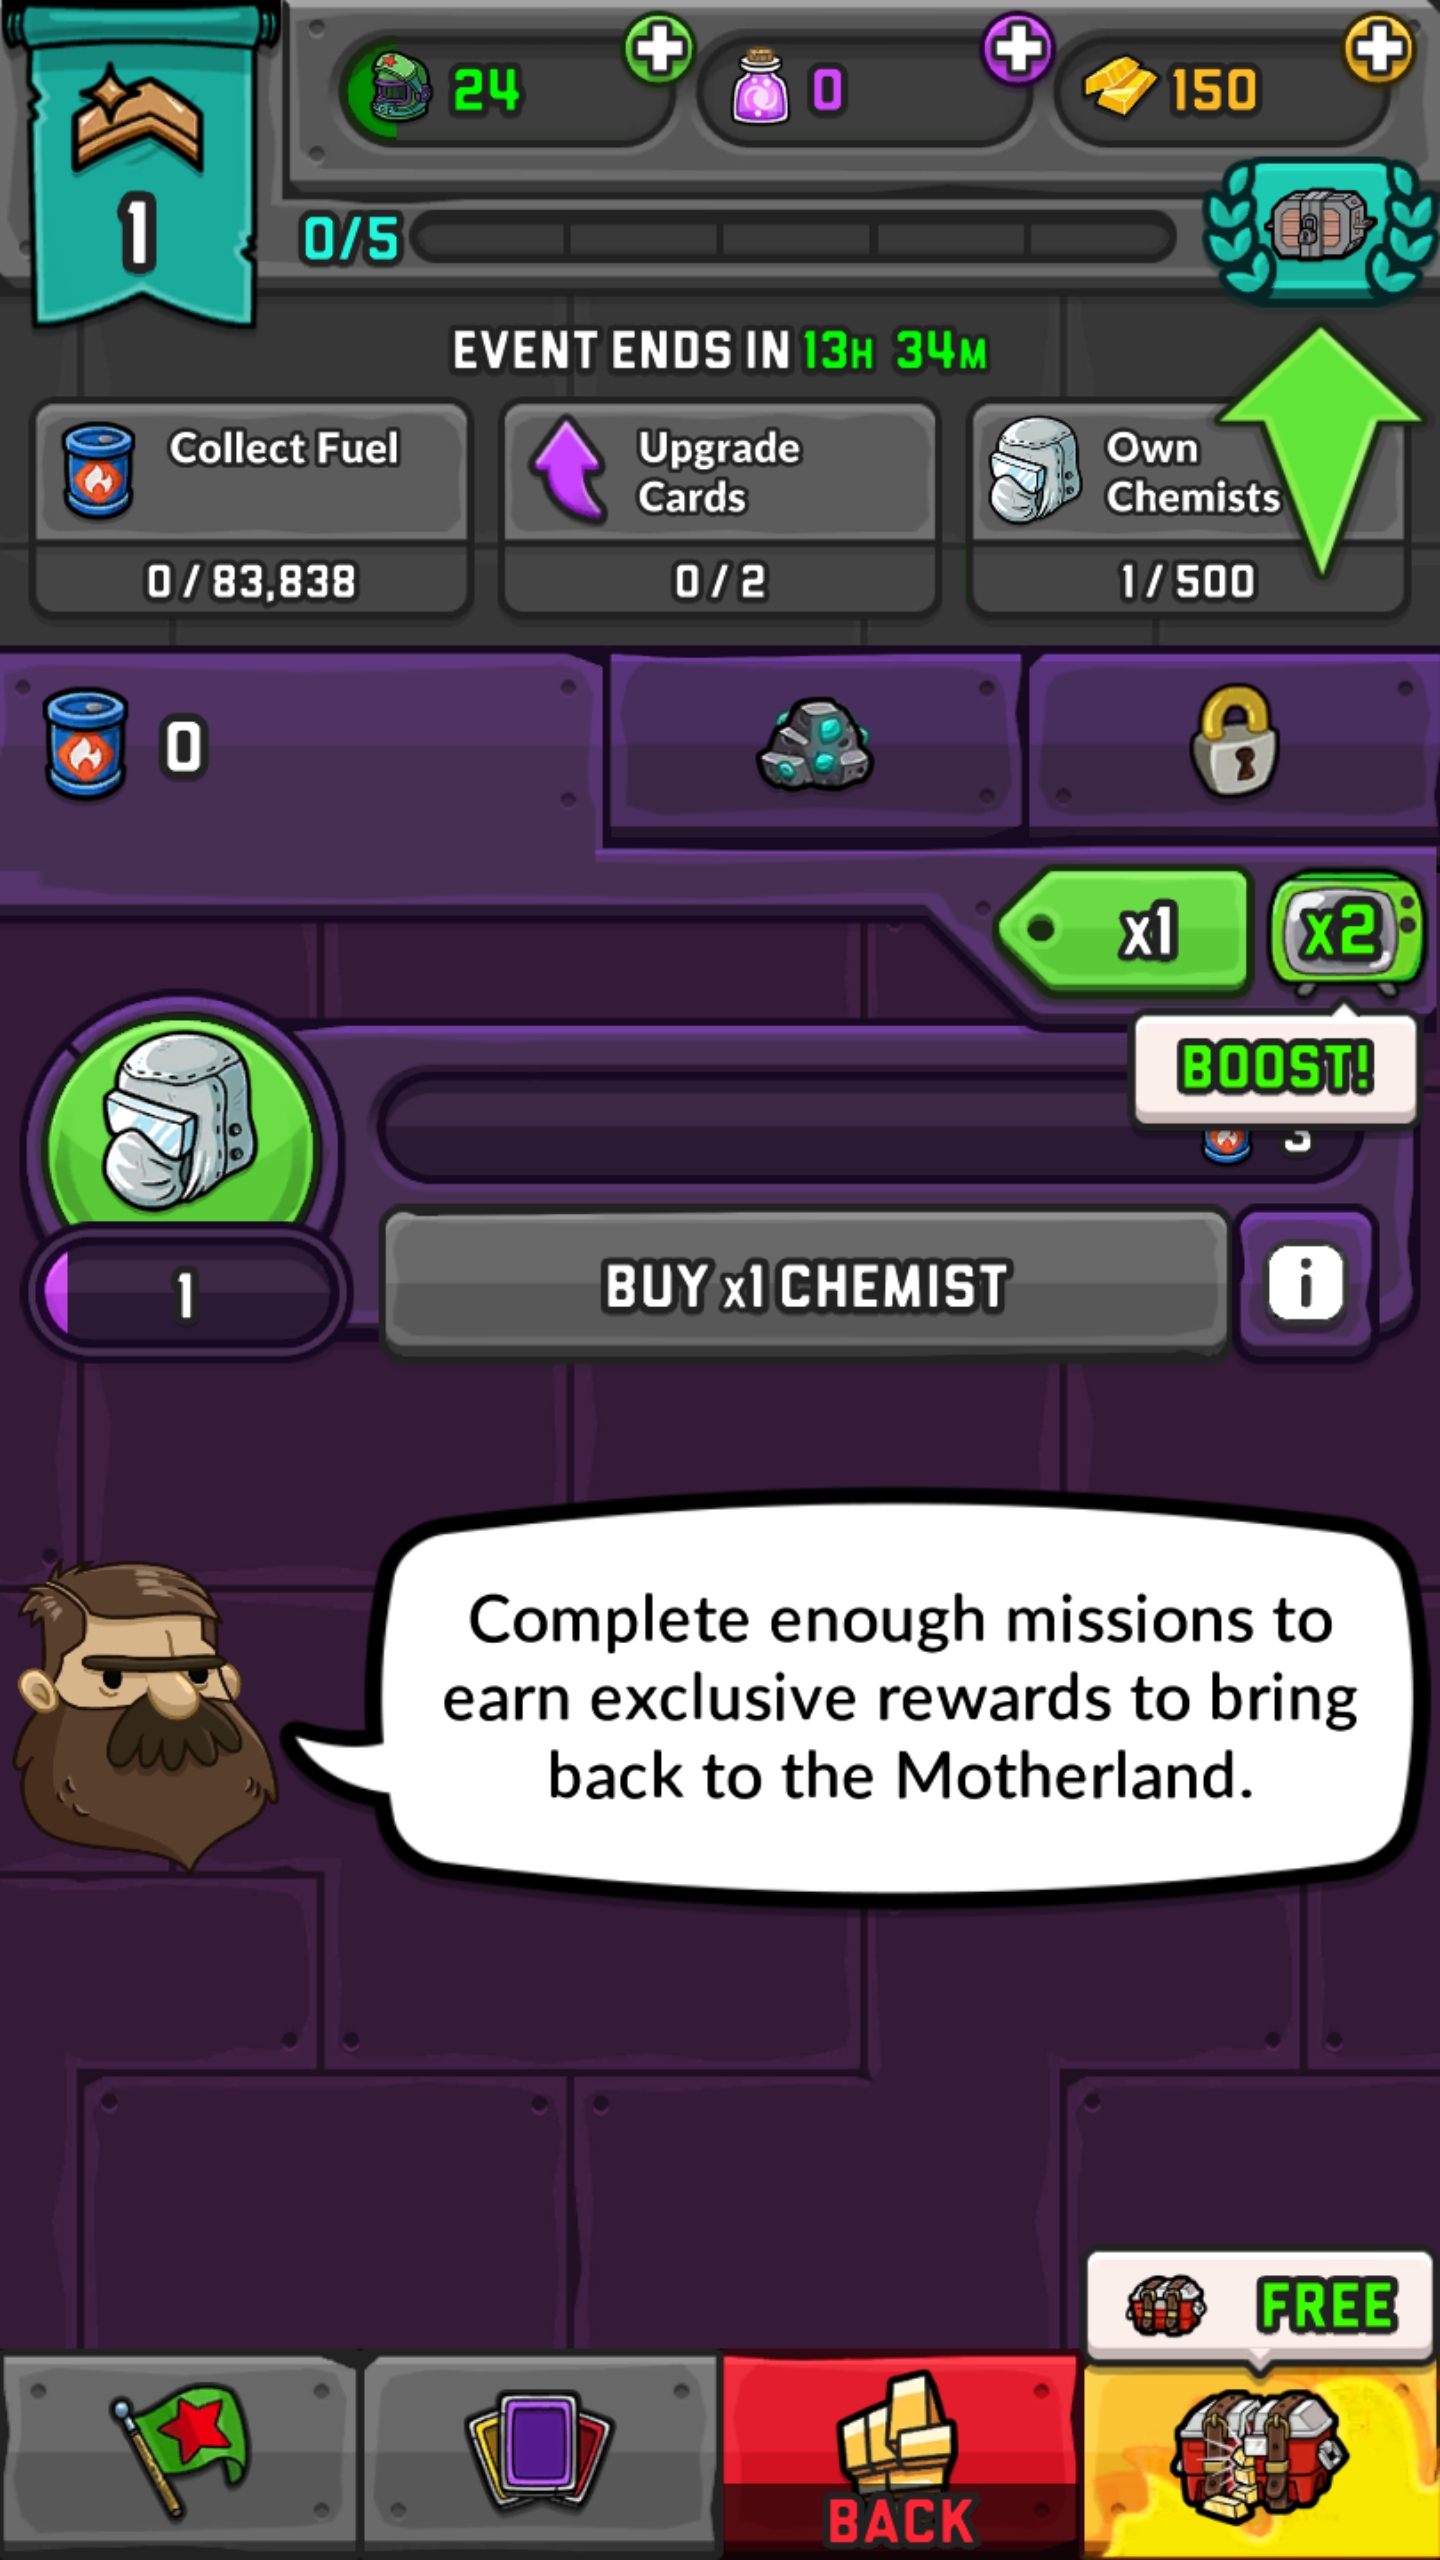 24
0
150
1
0/5
EVENT ENDS IN 13H 34M
Collect Fuel
0 / 83,838
Upgrade
Cards
0 / 2
Own
Chemists
1 / 500
0
x1
x2
BOOST!
3
1
BUY x1 CHEMIST
i
Complete enough missions to
earn exclusive rewards to bring
back to the Motherland.
FREE
BACK